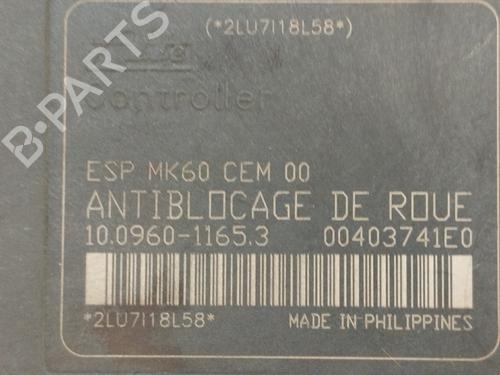 (*2LU7I18L58*)
controller
B-PARTS
ESP MK60 CEM 00
ANTIBLOCAGE DE ROUE
10.0960-1165.3 00403741E0
*2LU7I18L58* MADE IN PHILIPPINES